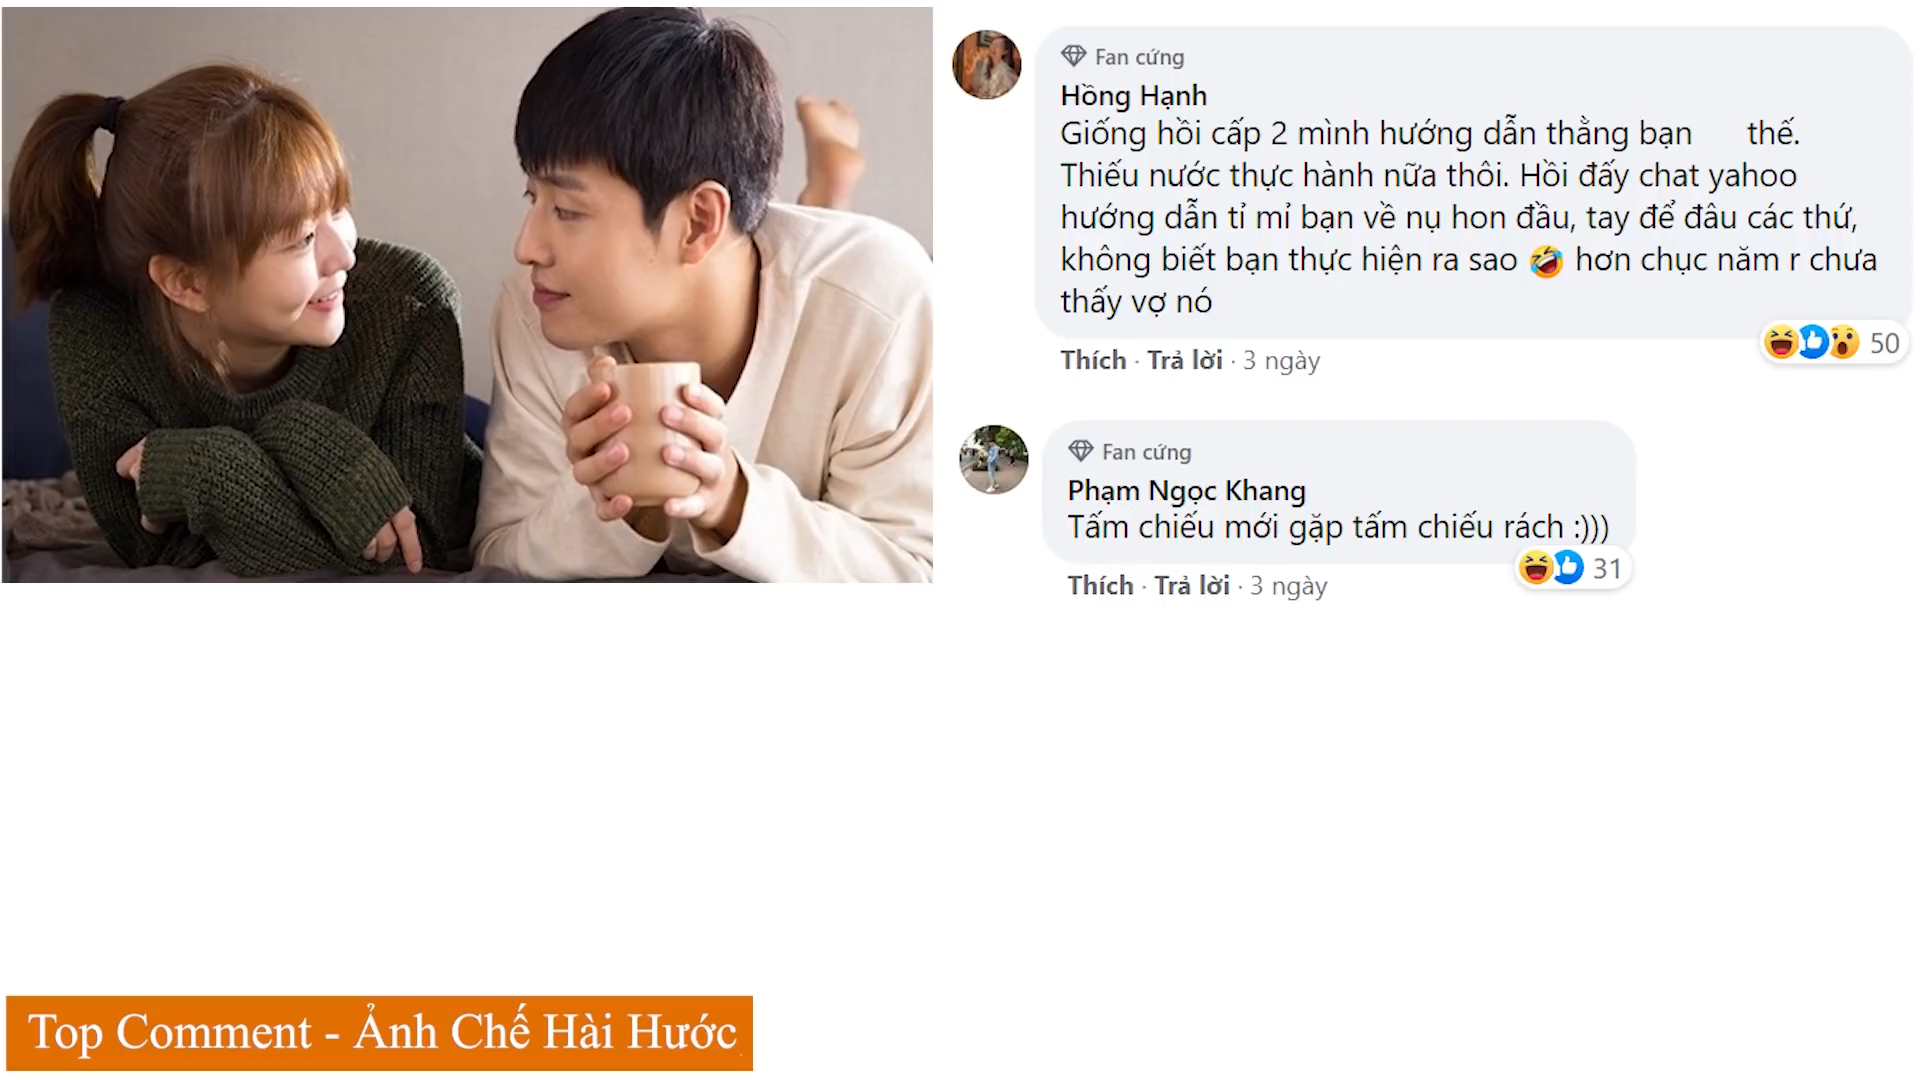 Fan cứng
Hồng Hạnh
Giống hồi cấp 2 mình hướng dẫn thằng bạn thế.
Thiếu nước thực hành nữa thôi. Hồi đấy chat yahoo
hướng dẫn tỉ mỉ bạn về nụ hon đầu, tay để đâu các thứ,
không biết bạn thực hiện ra sao 🤣 hơn chục năm r chưa
thấy vợ nó
50
Thích · Trả lời · 3 ngày
Fan cứng
Phạm Ngọc Khang
Tấm chiếu mới gặp tấm chiếu rách :)))
31
Thích · Trả lời · 3 ngày
Top Comment - Ảnh Chế Hài Hước